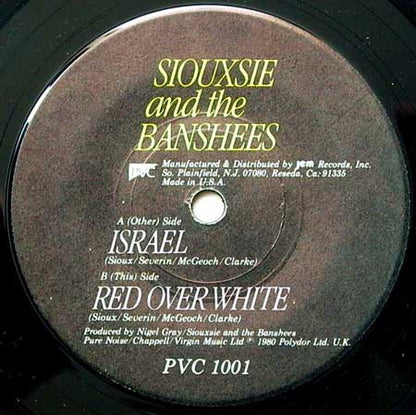 SIOUXSIE
and the
BANSHEES
PVC Manufactured & Distributed by jem Records, Inc.
So. Plainfield, N.J. 07080, Reseda, Ca: 91335
Made in U.S.A.
A (Other) Side
ISRAEL
(Sioux/Severin/McGeoch/Clarke)
B (This) Side
RED OVER WHITE
(Sioux/Severin/McGeoch/Clarke)
Produced by Nigel Gray/Siouxsie and the Banshees
Pure Noise/Chappell/Virgin Music Ltd ℗ 1980 Polydor Ltd. U.K.
PVC 1001